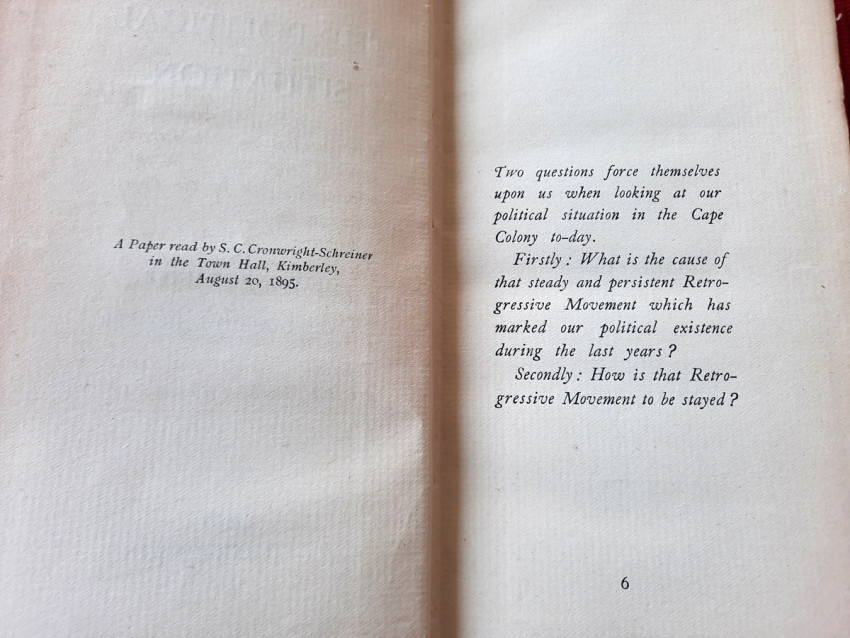 A Paper read by S. C. Cronwright-Schreiner
in the Town Hall, Kimberley,
August 20, 1895.
Two questions force themselves
upon us when looking at our
political situation in the Cape
Colony to-day.
Firstly : What is the cause of
that steady and persistent Retro-
gressive Movement which has
marked our political existence
during the last years ?
Secondly : How is that Retro-
gressive Movement to be stayed ?
6